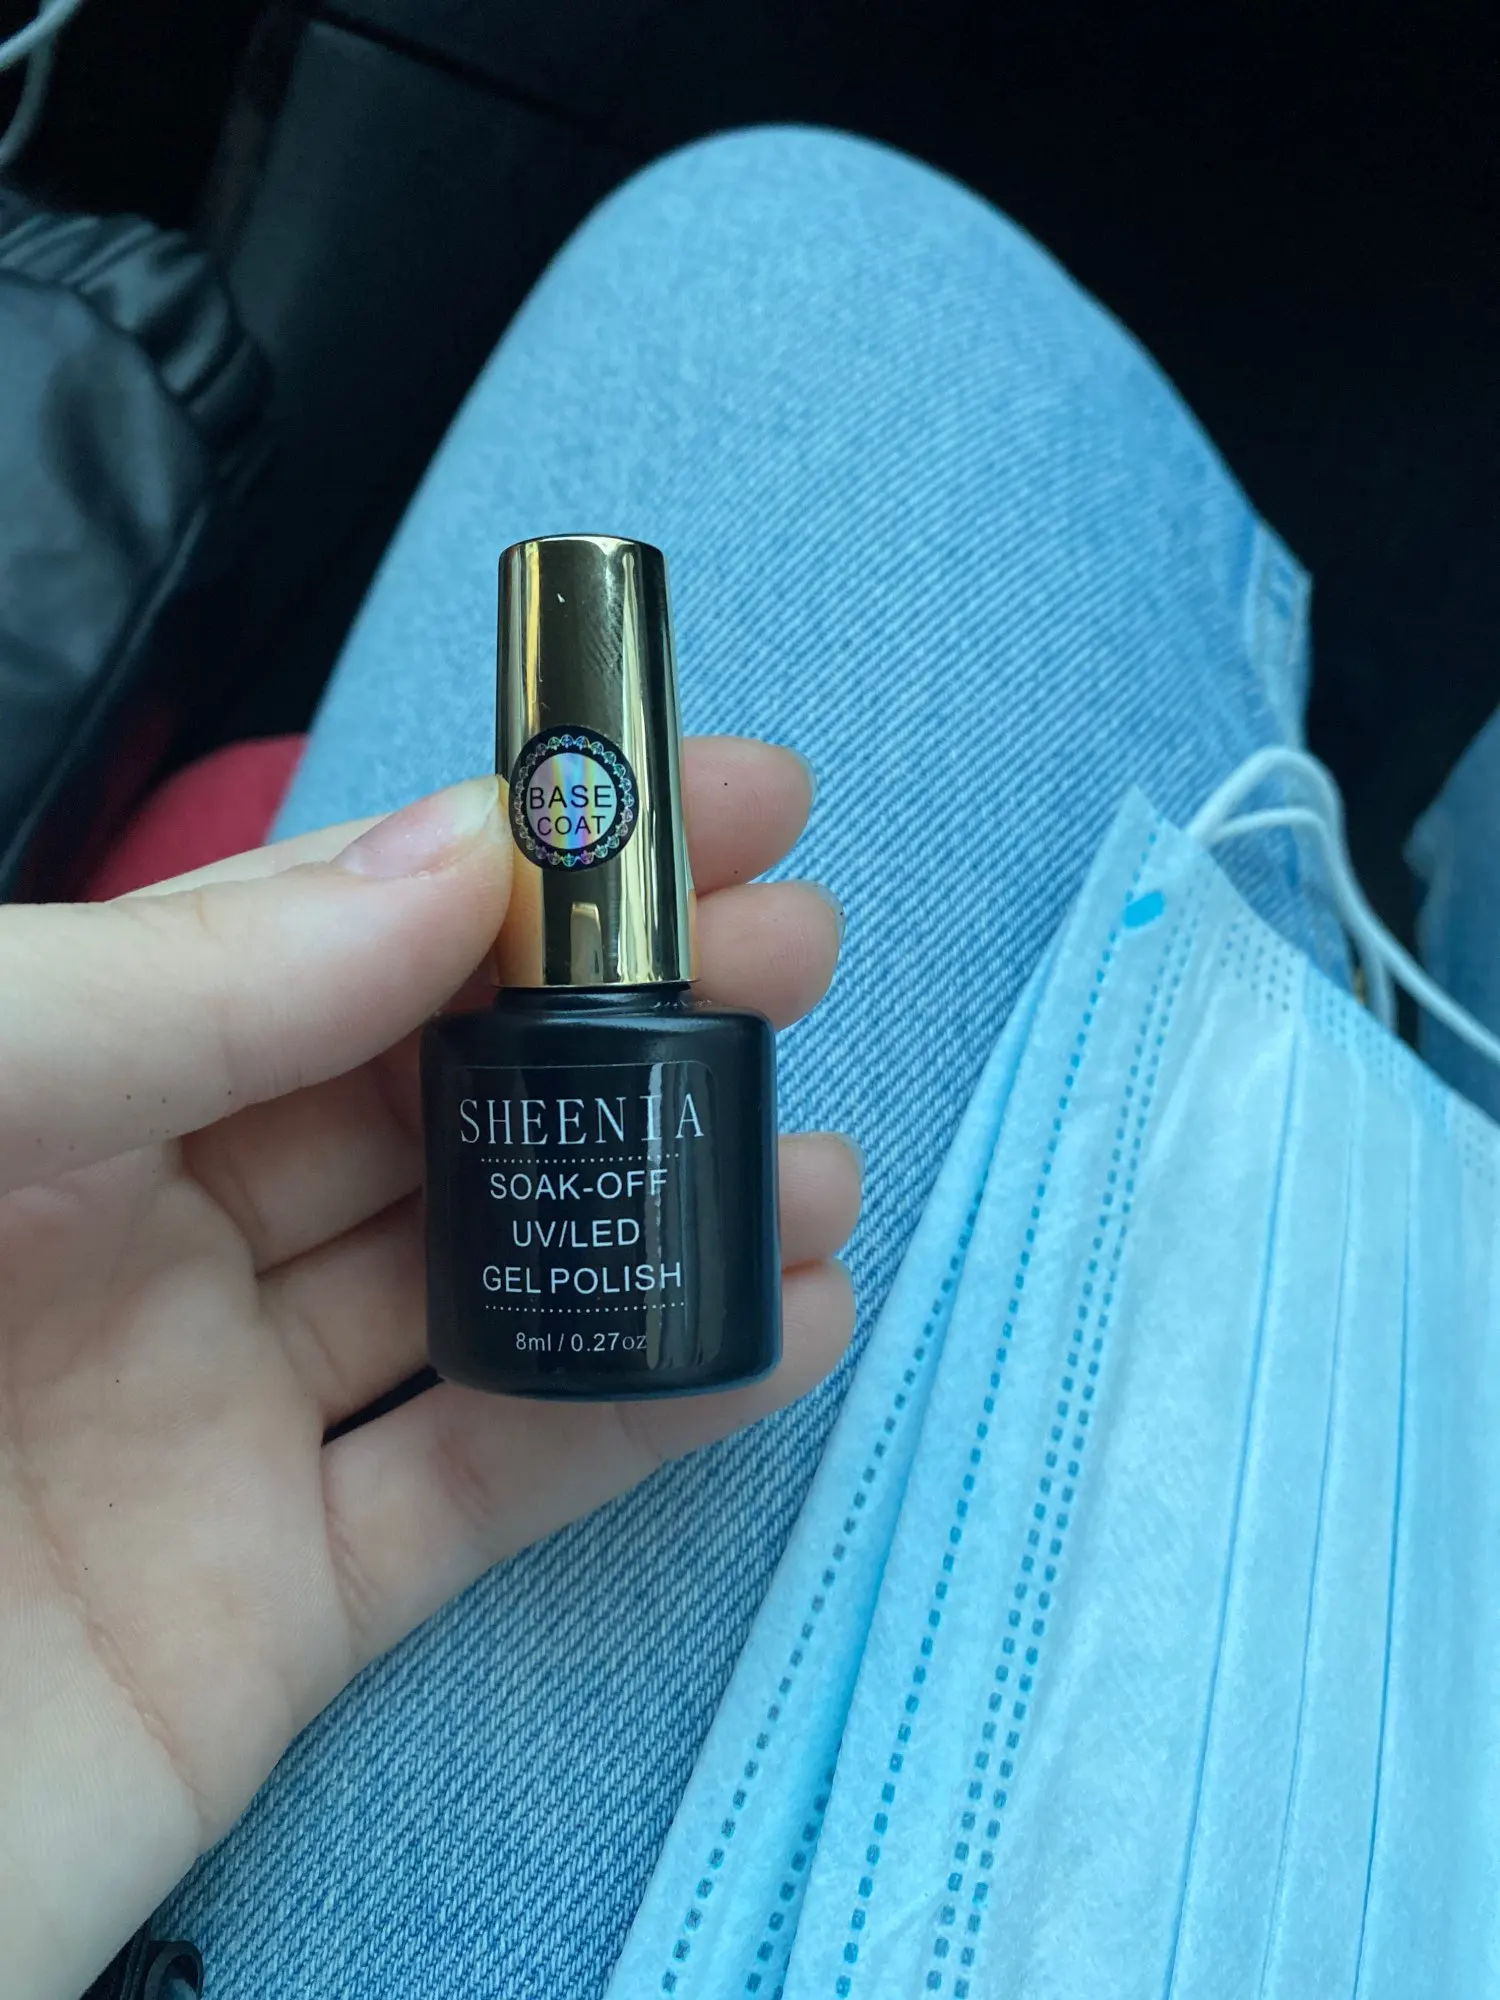 BASE
COAT
SHEENIA
SOAK-OFF
UV/LED
GEL POLISH
8ml / 0.27oz